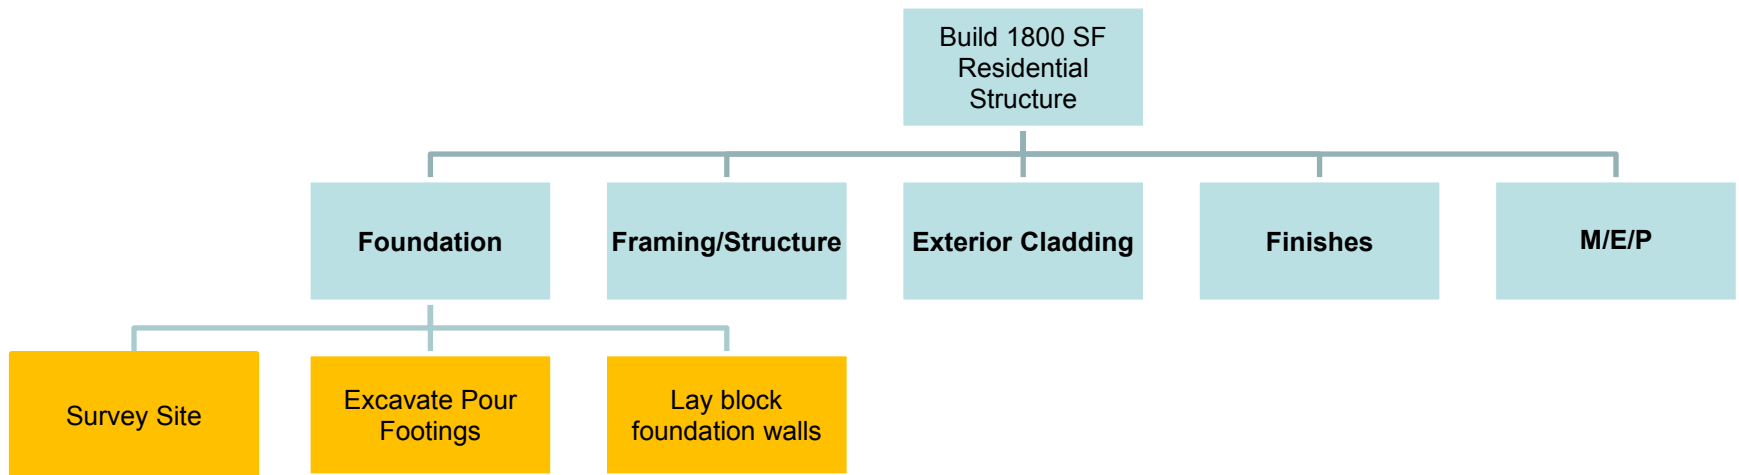 Build 1800 SF
Residential
Structure
Foundation
Framing/Structure
Exterior Cladding
Finishes
M/E/P
Survey Site
Excavate Pour
Footings
Lay block
foundation walls